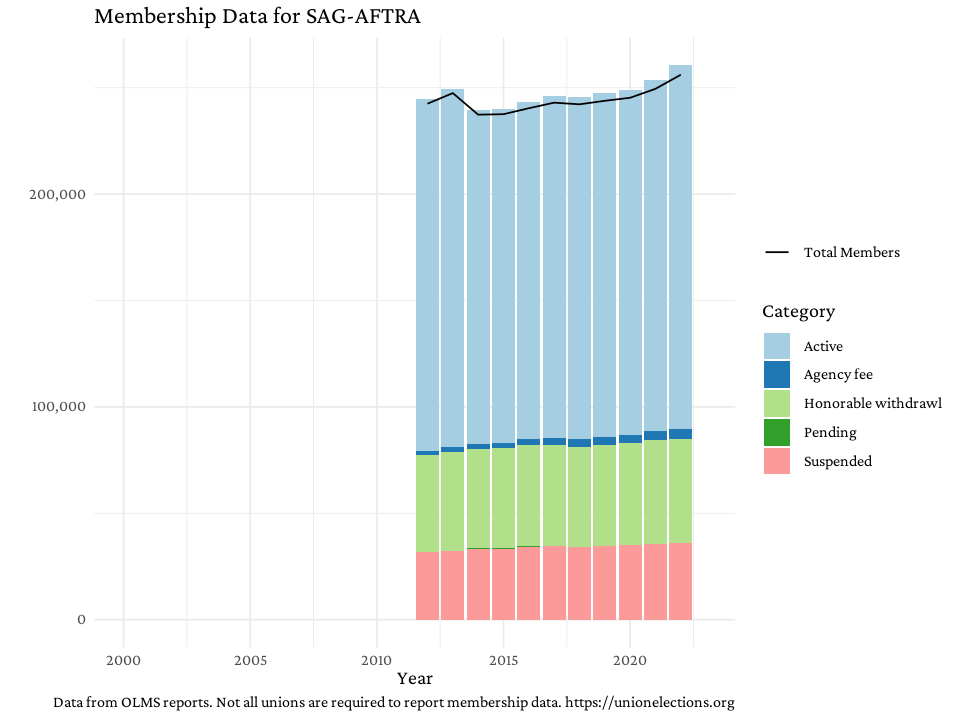 Membership Data for SAG-AFTRA
200,000
100,000
0
2000 2005 2010 2015 2020
Year
Total Members
Category
Active
Agency fee
Honorable withdrawl
Pending
Suspended
Data from OLMS reports. Not all unions are required to report membership data. https://unionelections.org